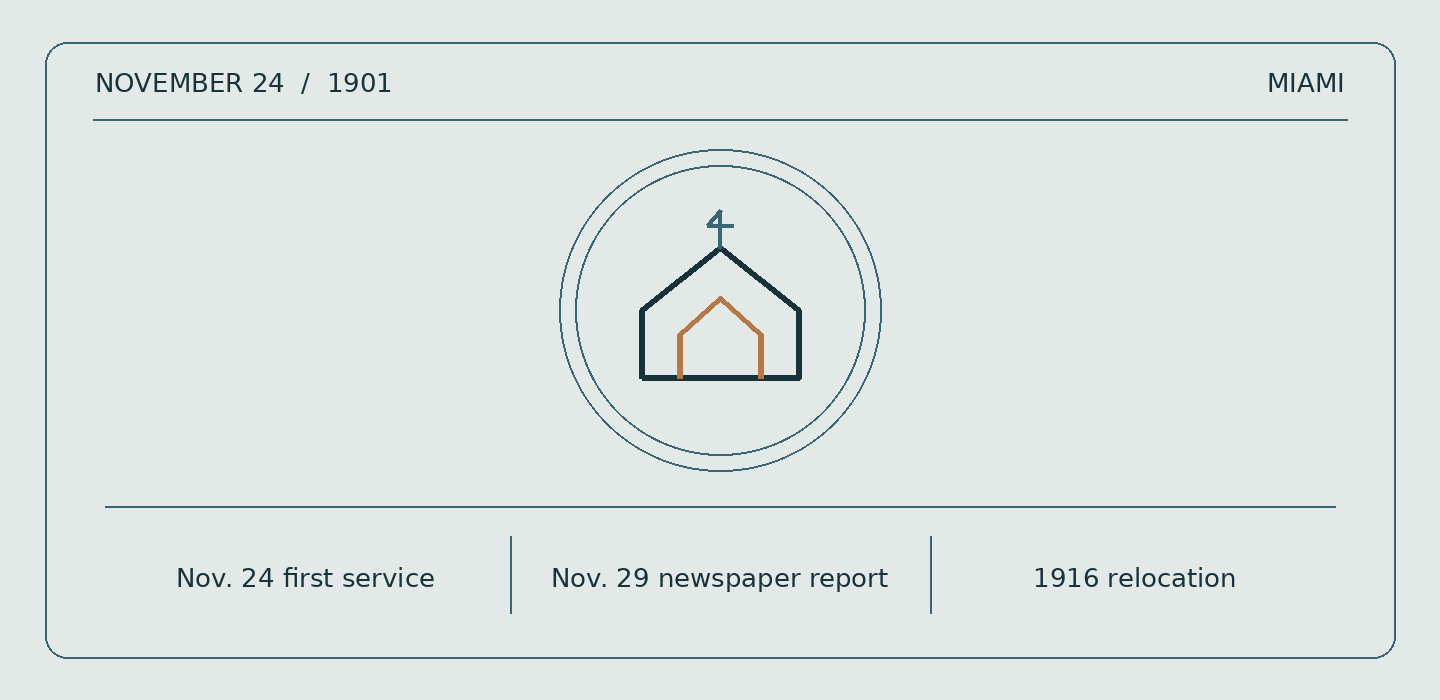 NOVEMBER 24 / 1901
MIAMI
Nov. 24 first service
Nov. 29 newspaper report
1916 relocation